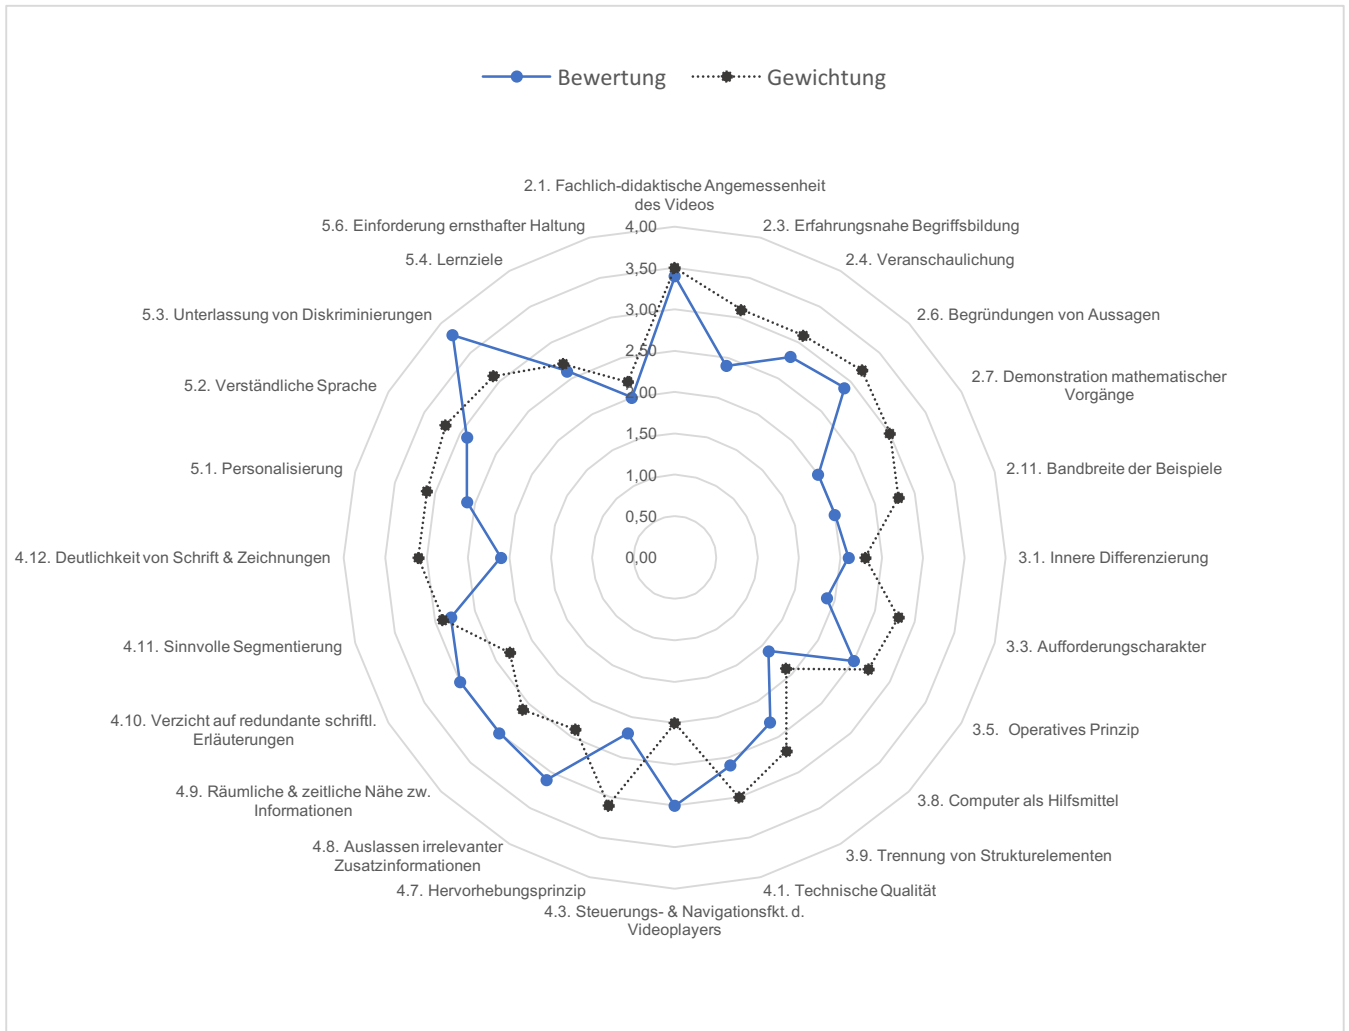 Bewertung
Gewichtung
2.1. Fachlich-didaktische Angemessenheit
des Videos
5.6. Einforderung ernsthafter Haltung
2.3. Erfahrungsnahe Begriffsbildung
5.4. Lernziele
2.4. Veranschaulichung
5.3. Unterlassung von Diskriminierungen
2.6. Begründungen von Aussagen
5.2. Verständliche Sprache
2.7. Demonstration mathematischer
Vorgänge
5.1. Personalisierung
2.11. Bandbreite der Beispiele
4.12. Deutlichkeit von Schrift & Zeichnungen
3.1. Innere Differenzierung
4.11. Sinnvolle Segmentierung
3.3. Aufforderungscharakter
4.10. Verzicht auf redundante schriftl.
Erläuterungen
3.5. Operatives Prinzip
4.9. Räumliche & zeitliche Nähe zw.
Informationen
3.8. Computer als Hilfsmittel
4.8. Auslassen irrelevanter
Zusatzinformationen
3.9. Trennung von Strukturelementen
4.7. Hervorhebungsprinzip
4.1. Technische Qualität
4.3. Steuerungs- & Navigationsfkt. d.
Videoplayers
4,00
3,50
3,00
2,50
2,00
1,50
1,00
0,50
0,00